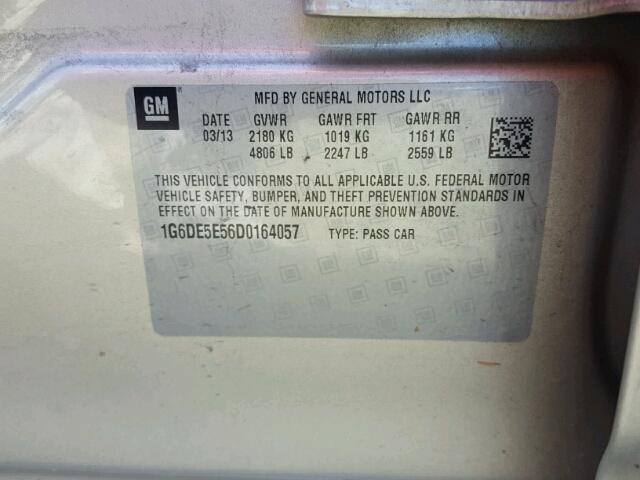 GM
MFD BY GENERAL MOTORS LLC
DATE GVWR GAWR FRT GAWR RR
03/13 2180 KG 1019 KG 1161 KG
4806 LB 2247 LB 2559 LB
THIS VEHICLE CONFORMS TO ALL APPLICABLE U.S. FEDERAL MOTOR
VEHICLE SAFETY, BUMPER, AND THEFT PREVENTION STANDARDS IN
EFFECT ON THE DATE OF MANUFACTURE SHOWN ABOVE.
1G6DE5E56D0164057 TYPE: PASS CAR